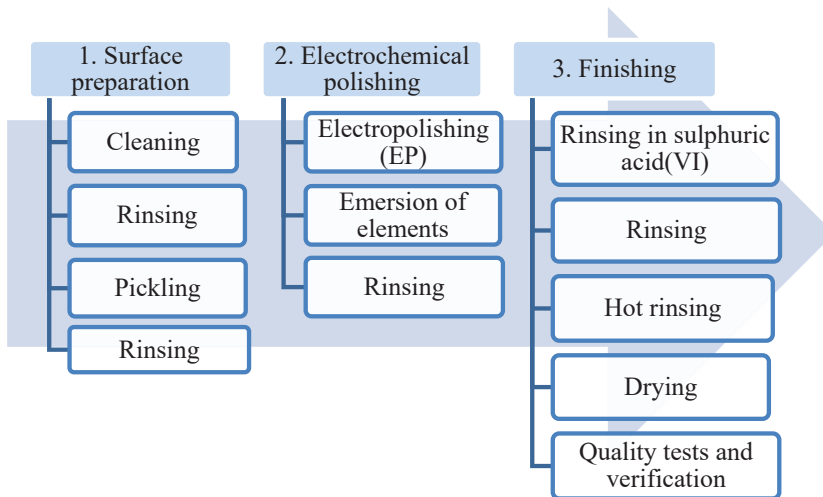 1. Surface
preparation
Cleaning
Rinsing
Pickling
Rinsing
2. Electrochemical
polishing
Electropolishing
(EP)
Emersion of
elements
Rinsing
3. Finishing
Rinsing in sulphuric
acid(VI)
Rinsing
Hot rinsing
Drying
Quality tests and
verification